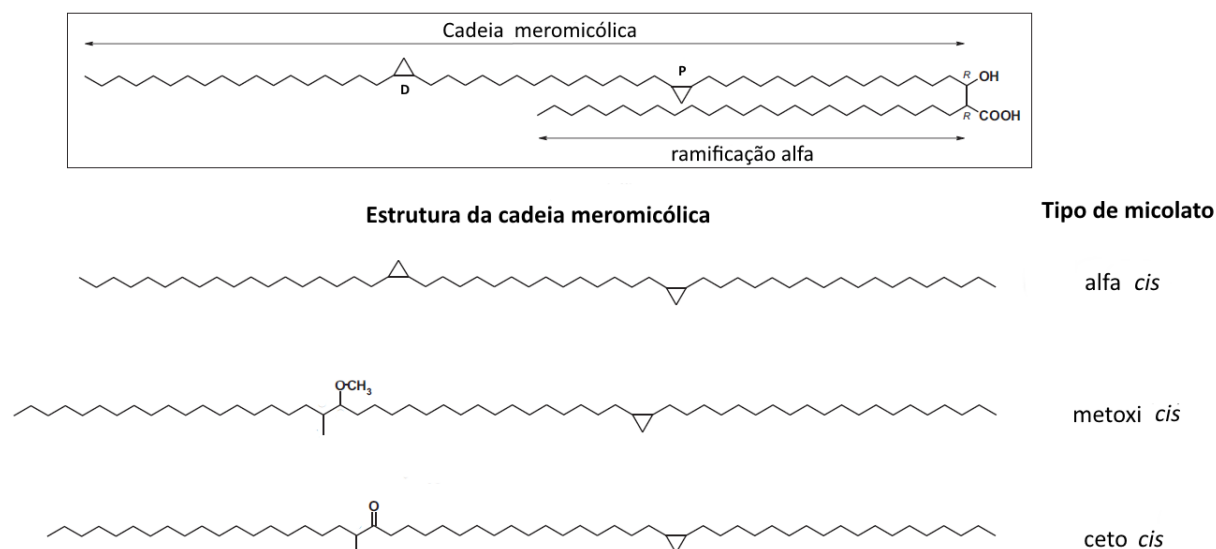 Cadeia meromicólica
D
P
R OH
R COOH
ramificação alfa
Estrutura da cadeia meromicólica
Tipo de micolato
alfa cis
OCH3
metoxi cis
O
ceto cis